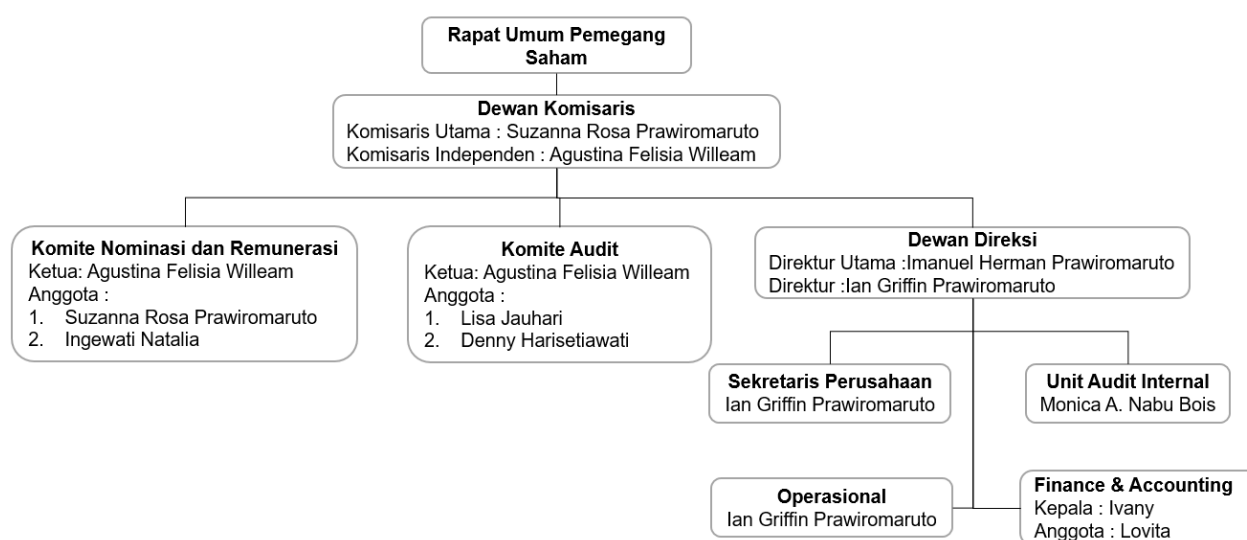 Rapat Umum Pemegang
Saham
Dewan Komisaris
Komisaris Utama : Suzanna Rosa Prawiromaruto
Komisaris Independen : Agustina Felisia Willeam
Komite Nominasi dan Remunerasi
Ketua: Agustina Felisia Willeam
Anggota :
1. Suzanna Rosa Prawiromaruto
2. Ingewati Natalia
Komite Audit
Ketua: Agustina Felisia Willeam
Anggota :
1. Lisa Jauhari
2. Denny Harisetiawati
Dewan Direksi
Direktur Utama :Imanuel Herman Prawiromaruto
Direktur :Ian Griffin Prawiromaruto
Sekretaris Perusahaan
Ian Griffin Prawiromaruto
Unit Audit Internal
Monica A. Nabu Bois
Operasional
Ian Griffin Prawiromaruto
Finance & Accounting
Kepala : Ivany
Anggota : Lovita